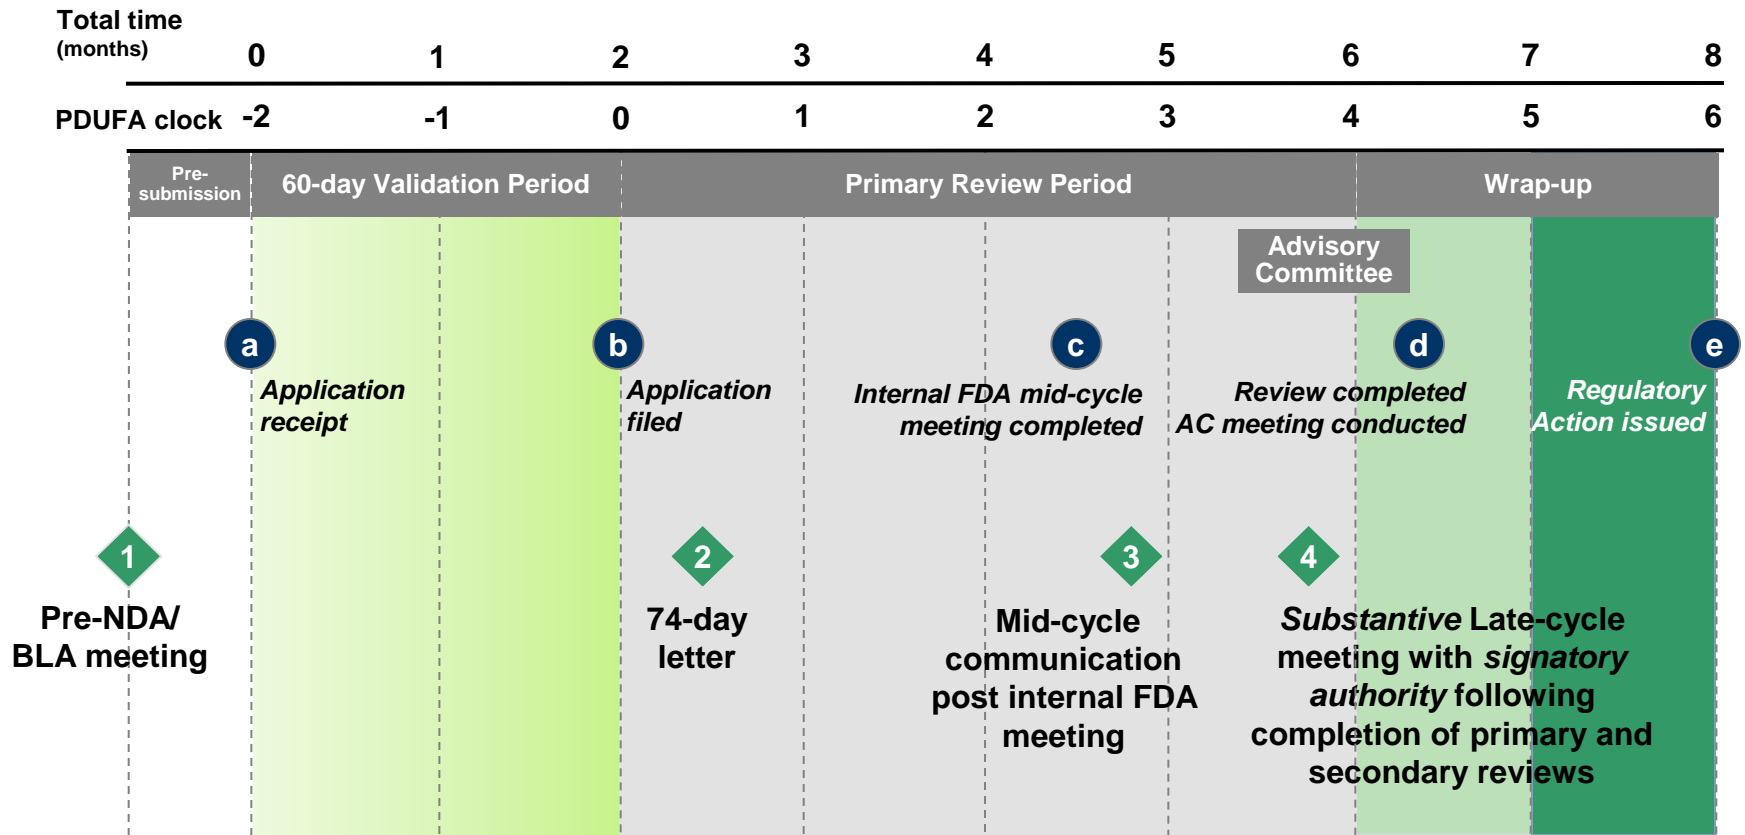 Total time
(months)
0 1 2 3 4 5 6 7 8
PDUFA clock -2 -1 0 1 2 3 4 5 6
Pre-
submission
60-day Validation Period
Primary Review Period
Wrap-up
Advisory
Committee
a
b
c
d
e
Application
receipt
Application
filed
Internal FDA mid-cycle
meeting completed
Review completed
AC meeting conducted
Regulatory
Action issued
1
2
3
4
Pre-NDA/
BLA meeting
74-day
letter
Mid-cycle
communication
post internal FDA
meeting
Substantive Late-cycle
meeting with signatory
authority following
completion of primary and
secondary reviews